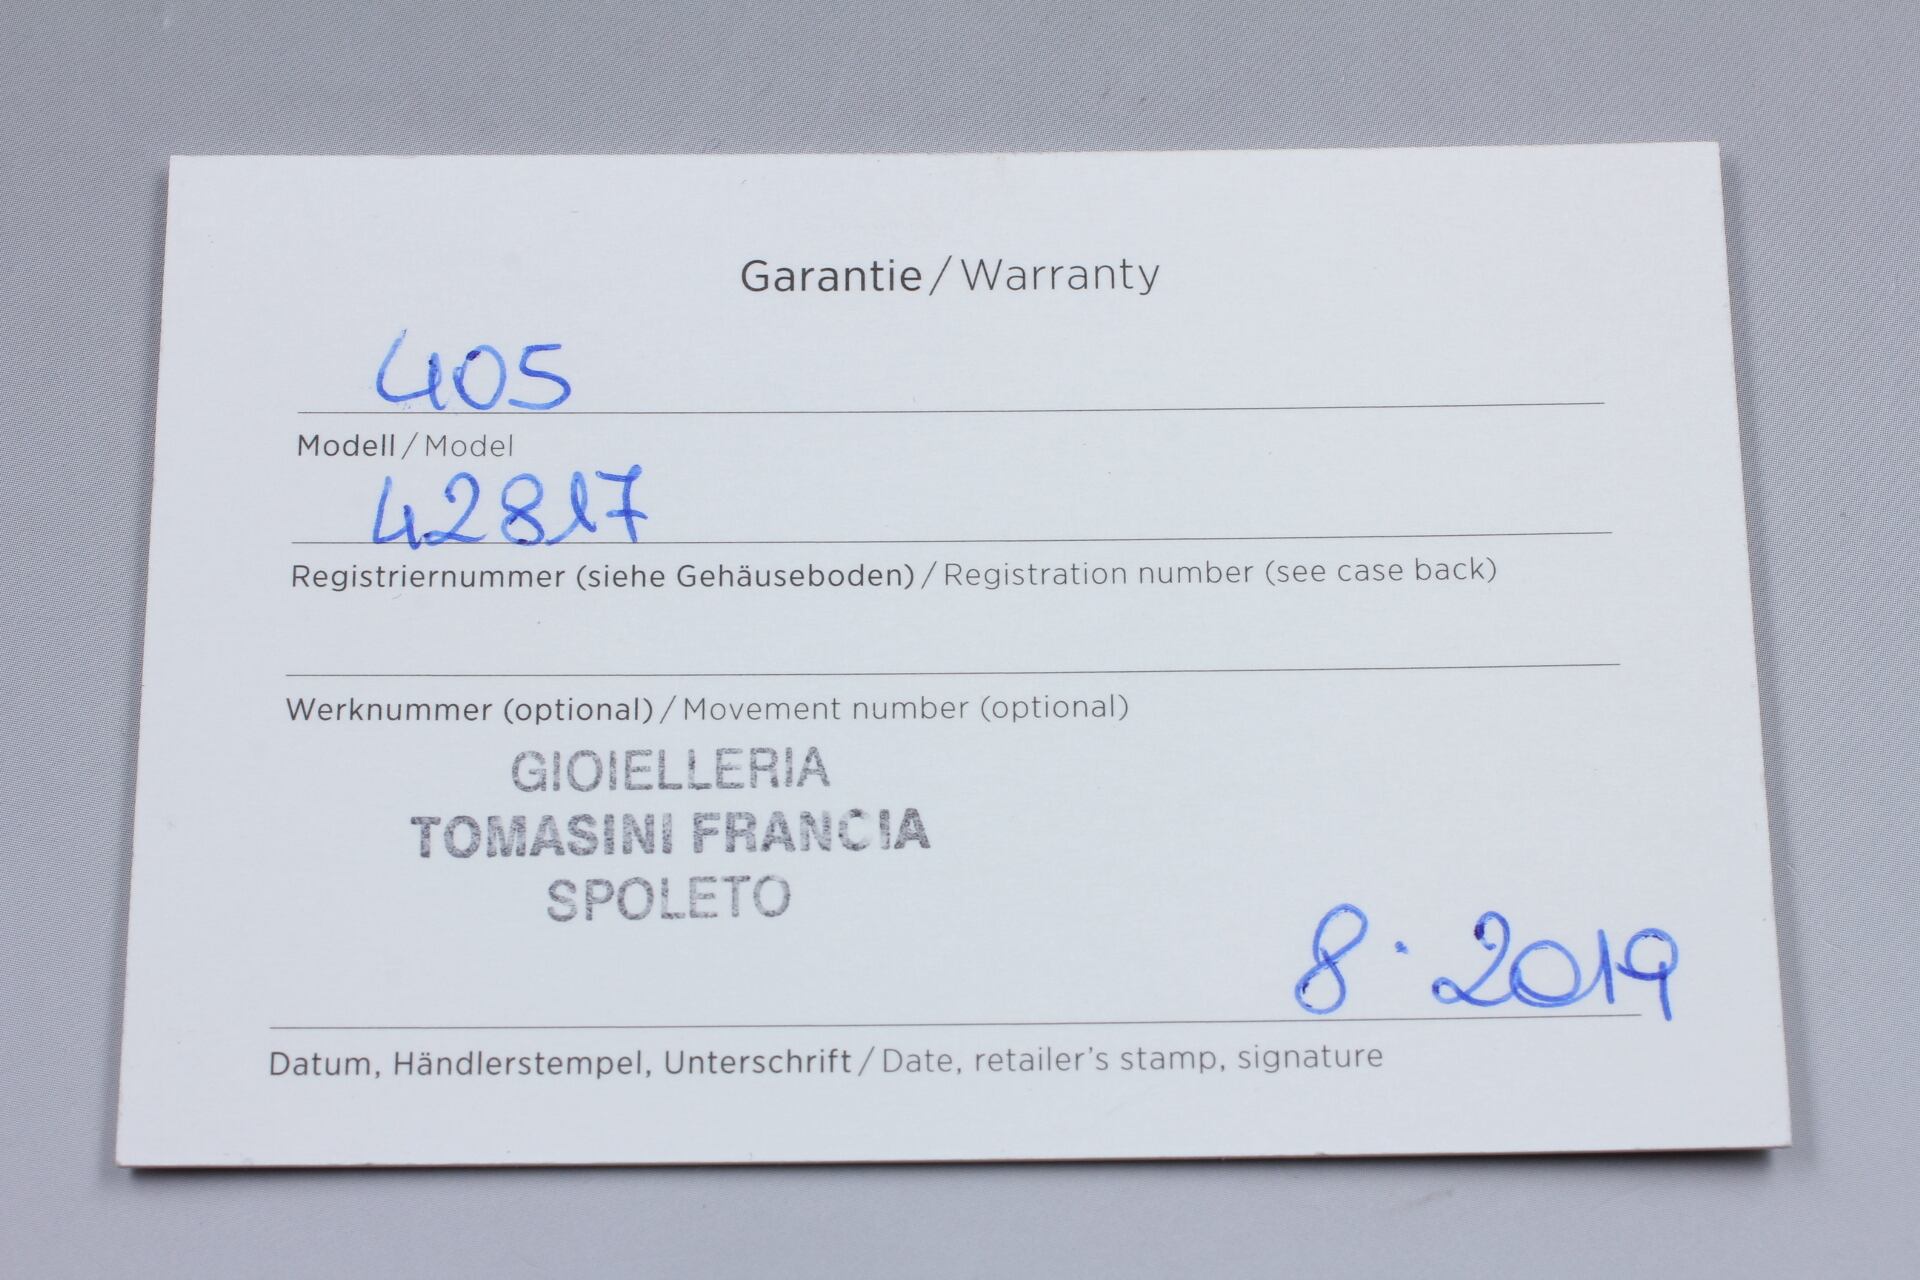 Garantie / Warranty
405
Modell / Model
42817
Registriernummer (siehe Gehäuseboden) / Registration number (see case back)
Werknummer (optional) / Movement number (optional)
GIOIELLERIA
TOMASINI FRANCIA
SPOLETO
8 · 2019
Datum, Händlerstempel, Unterschrift / Date, retailer's stamp, signature